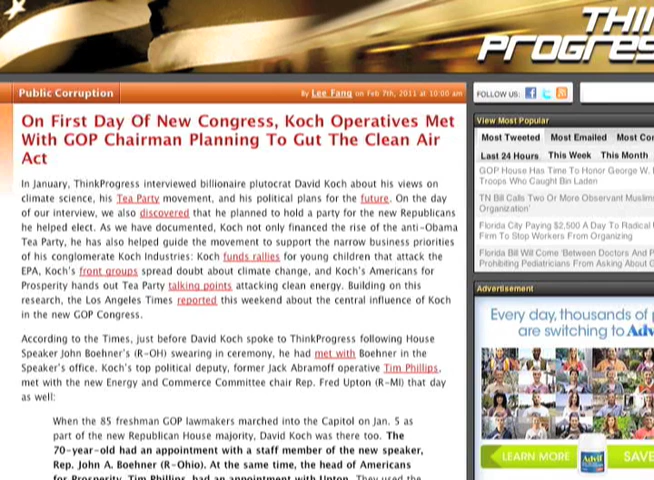 THIN
PROGRES
Public Corruption
By Lee Fang on Feb 7th, 2011 at 10:00 am
On First Day Of New Congress, Koch Operatives Met
With GOP Chairman Planning To Gut The Clean Air
Act
In January, ThinkProgress interviewed billionaire plutocrat David Koch about his views on
climate science, his Tea Party movement, and his political plans for the future. On the day
of our interview, we also discovered that he planned to hold a party for the new Republicans
he helped elect. As we have documented, Koch not only financed the rise of the anti-Obama
Tea Party, he has also helped guide the movement to support the narrow business priorities
of his conglomerate Koch Industries: Koch funds rallies for young children that attack the
EPA, Koch's front groups spread doubt about climate change, and Koch's Americans for
Prosperity hands out Tea Party talking points attacking clean energy. Building on this
research, the Los Angeles Times reported this weekend about the central influence of Koch
in the new GOP Congress.
According to the Times, just before David Koch spoke to ThinkProgress following House
Speaker John Boehner's (R-OH) swearing in ceremony, he had met with Boehner in the
Speaker's office. Koch's top political deputy, former Jack Abramoff operative Tim Phillips,
met with the new Energy and Commerce Committee chair Rep. Fred Upton (R-MI) that day
as well:
When the 85 freshman GOP lawmakers marched into the Capitol on Jan. 5 as
part of the new Republican House majority, David Koch was there too. The
70-year-old had an appointment with a staff member of the new speaker,
Rep. John A. Boehner (R-Ohio). At the same time, the head of Americans
for Prosperity, Tim Phillips, had an appointment with Upton. They used the
FOLLOW US:
View Most Popular
Most Tweeted Most Emailed Most Com
Last 24 Hours This Week This Month
GOP House Has Time To Honor George W.
Troops Who Caught Bin Laden
TN Bill Calls Two Or More Observant Muslims
Organization'
Florida City Paying $2,500 A Day To Radical
Firm To Stop Workers From Organizing
Florida Bill Will Come 'Between Doctors And P
Prohibiting Pediatricians From Asking About G
Advertisement
Every day, thousands of p
are switching to Adv
LEARN MORE
Advil
SAVE